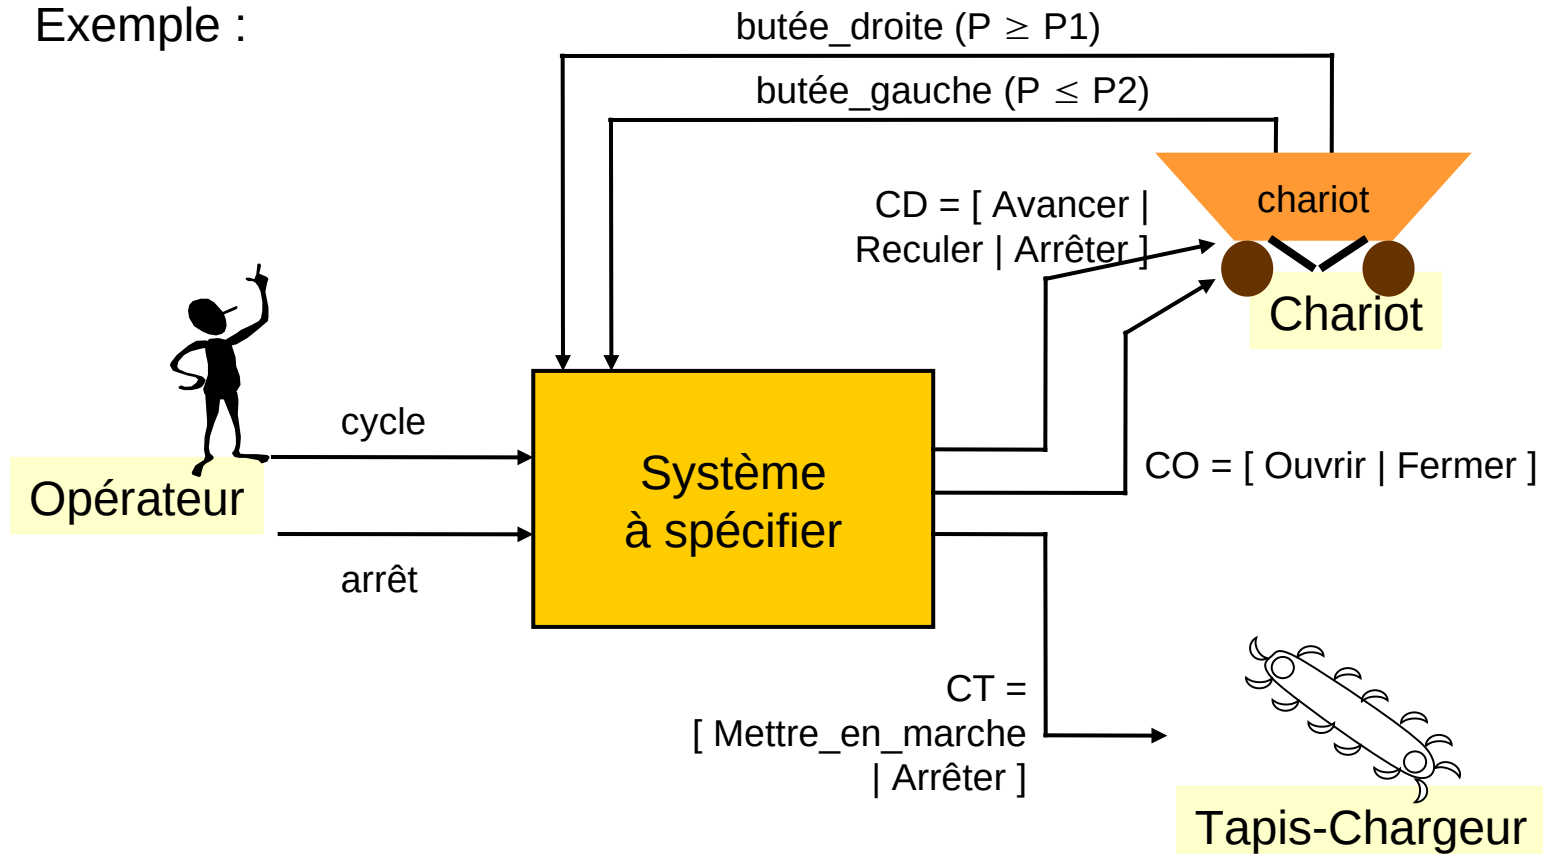 Exemple :
butée_droite (P ≥ P1)
butée_gauche (P ≤ P2)
CD = [ Avancer |
Reculer | Arrêter ]
chariot
Chariot
cycle
Opérateur
arrêt
Système
à spécifier
CO = [ Ouvrir | Fermer ]
CT =
[ Mettre_en_marche
| Arrêter ]
Tapis-Chargeur